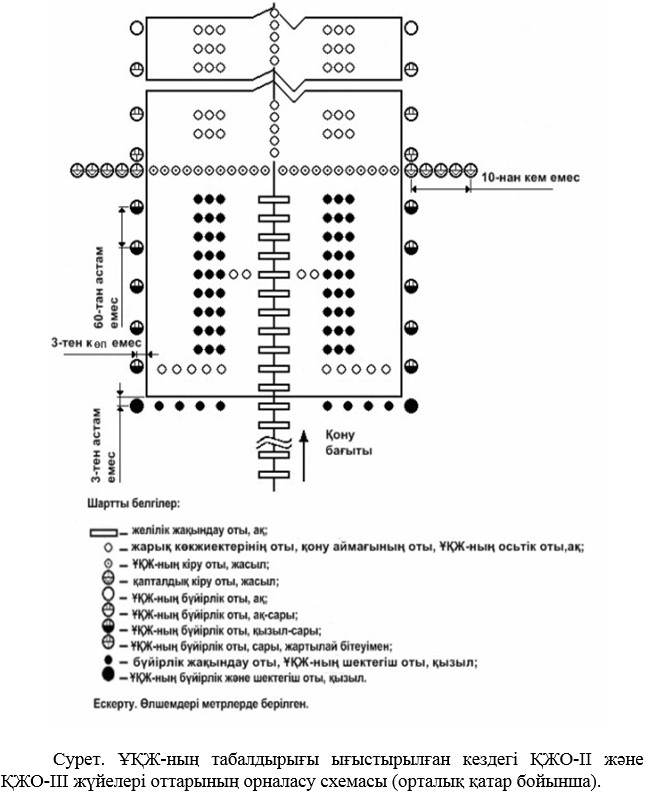 10-нан кем емес
60-тан астам
емес
3-тен көп емес
3-тен астам
емес
Қону
бағыты
Шартты белгілер:
– желілік жақындау оты, ақ;
– жарық көкжиектерінің оты, қону аймағының оты, ҰҚЖ-ның осьтік оты,ақ;
– ҰҚЖ-ның кіру оты, жасыл;
– қапталдық кіру оты, жасыл;
– ҰҚЖ-ның бүйірлік оты, ақ;
– ҰҚЖ-ның бүйірлік оты, ақ-сары;
– ҰҚЖ-ның бүйірлік оты, қызыл-сары;
– ҰҚЖ-ның бүйірлік оты, сары, жартылай бітеуімен;
– бүйірлік жақындау оты, ҰҚЖ-ның шектегіш оты, қызыл;
– ҰҚЖ-ның бүйірлік және шектегіш оты, қызыл.
Ескерту. Өлшемдері метрлерде берілген.
Сурет. ҰҚЖ-ның табалдырығы ығыстырылған кездегі ҚЖО-II және
ҚЖО-III жүйелері оттарының орналасу схемасы (орталық қатар бойынша).